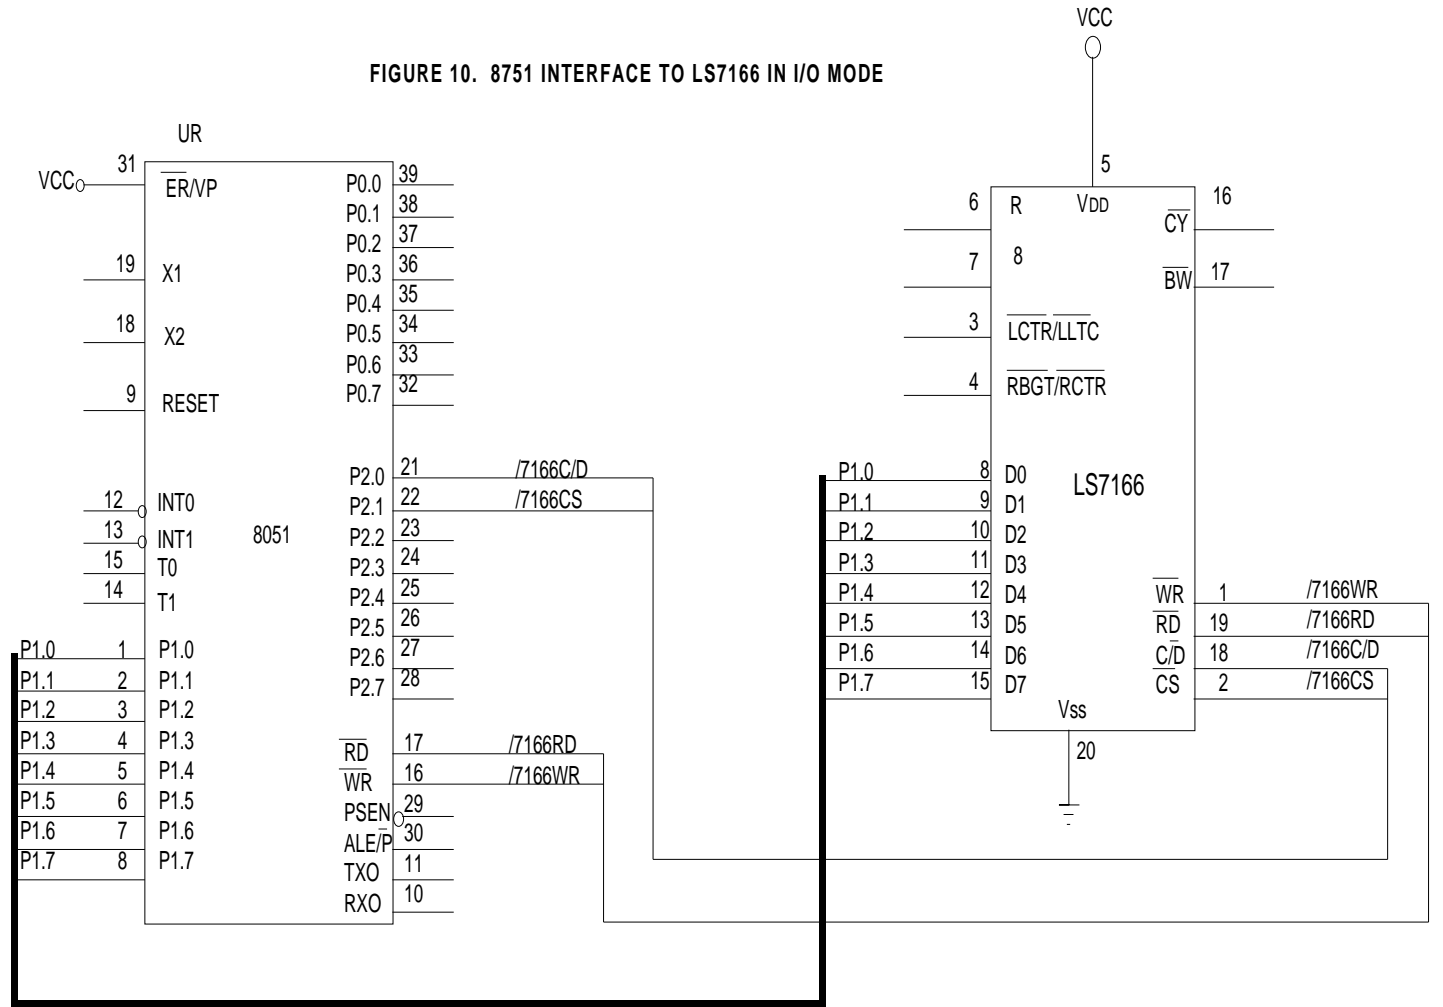 VCC
FIGURE 10. 8751 INTERFACE TO LS7166 IN I/O MODE
UR
31
VCC
ER/VP
19
X1
18
X2
9
RESET
12
INT0
13
INT1
8051
15
T0
14
T1
P1.0 1 P1.0
P1.1 2 P1.1
P1.2 3 P1.2
P1.3 4 P1.3
P1.4 5 P1.4
P1.5 6 P1.5
P1.6 7 P1.6
P1.7 8 P1.7
P0.0 39
P0.1 38
P0.2 37
P0.3 36
P0.4 35
P0.5 34
P0.6 33
P0.7 32
P2.0 21 /7166C/D
P2.1 22 /7166CS
P2.2 23
P2.3 24
P2.4 25
P2.5 26
P2.6 27
P2.7 28
RD 17 /7166RD
WR 16 /7166WR
PSEN 29
ALE/P 30
TXO 11
RXO 10
5
VDD
6 R
7 8
3 LCTR/LLTC
4 RBGT/RCTR
CY 16
BW 17
LS7166
P1.0 8 D0
P1.1 9 D1
P1.2 10 D2
P1.3 11 D3
P1.4 12 D4
P1.5 13 D5
P1.6 14 D6
P1.7 15 D7
WR 1 /7166WR
RD 19 /7166RD
C/D 18 /7166C/D
CS 2 /7166CS
Vss
20